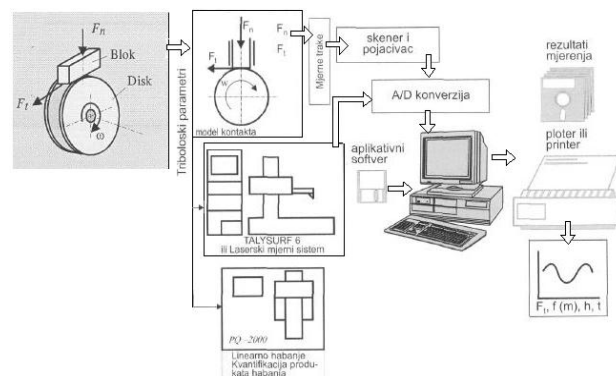 Fn
Blok
Disk
Ft
ω
Triboloski parametri
Fn
Ft
w
model kontakta
Fn
Ft
Mjerne trake
skener i
pojacivac
A/D konverzija
aplikativni
softver
rezultati
mjerenja
ploter ili
printer
Ft, f (m), h, t
TALYSURF 6
ili Laserski mjerni sistem
PQ-2000
Linearno habanje
Kvantifikacija produ-
kata habanja